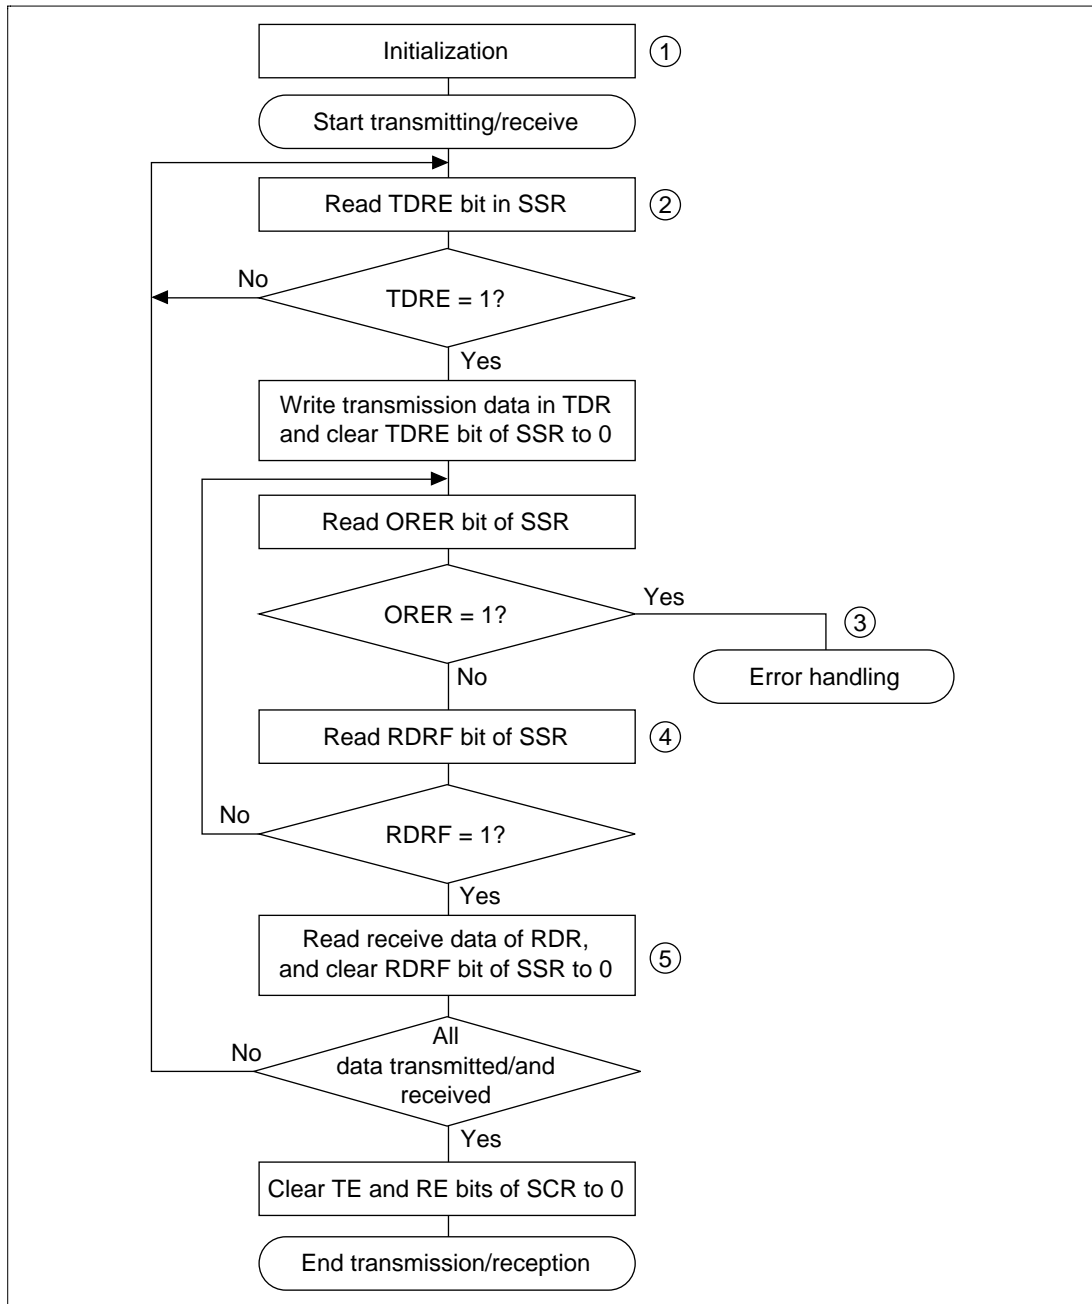 Initialization
①
Start transmitting/receive
Read TDRE bit in SSR
②
No
TDRE = 1?
Yes
Write transmission data in TDR
and clear TDRE bit of SSR to 0
Read ORER bit of SSR
ORER = 1?
Yes
③
Error handling
No
Read RDRF bit of SSR
④
No
RDRF = 1?
Yes
Read receive data of RDR,
and clear RDRF bit of SSR to 0
⑤
No
All
data transmitted/and
received
Yes
Clear TE and RE bits of SCR to 0
End transmission/reception